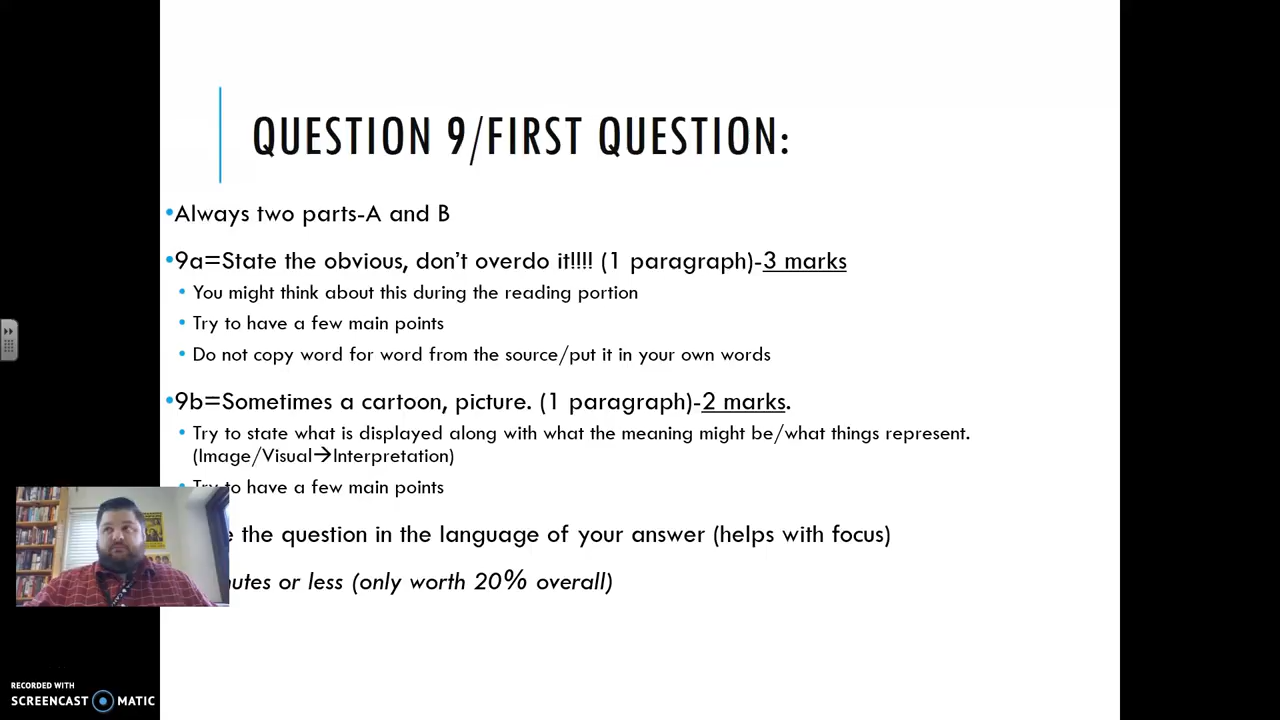 QUESTION 9/FIRST QUESTION:
•Always two parts-A and B
•9a=State the obvious, don't overdo it!!!! (1 paragraph)-3 marks
• You might think about this during the reading portion
• Try to have a few main points
• Do not copy word for word from the source/put it in your own words
•9b=Sometimes a cartoon, picture. (1 paragraph)-2 marks.
• Try to state what is displayed along with what the meaning might be/what things represent.
(Image/Visual→Interpretation)
• Try to have a few main points
the question in the language of your answer (helps with focus)
or less (only worth 20% overall)
RECORDED WITH
SCREENCAST MATIC